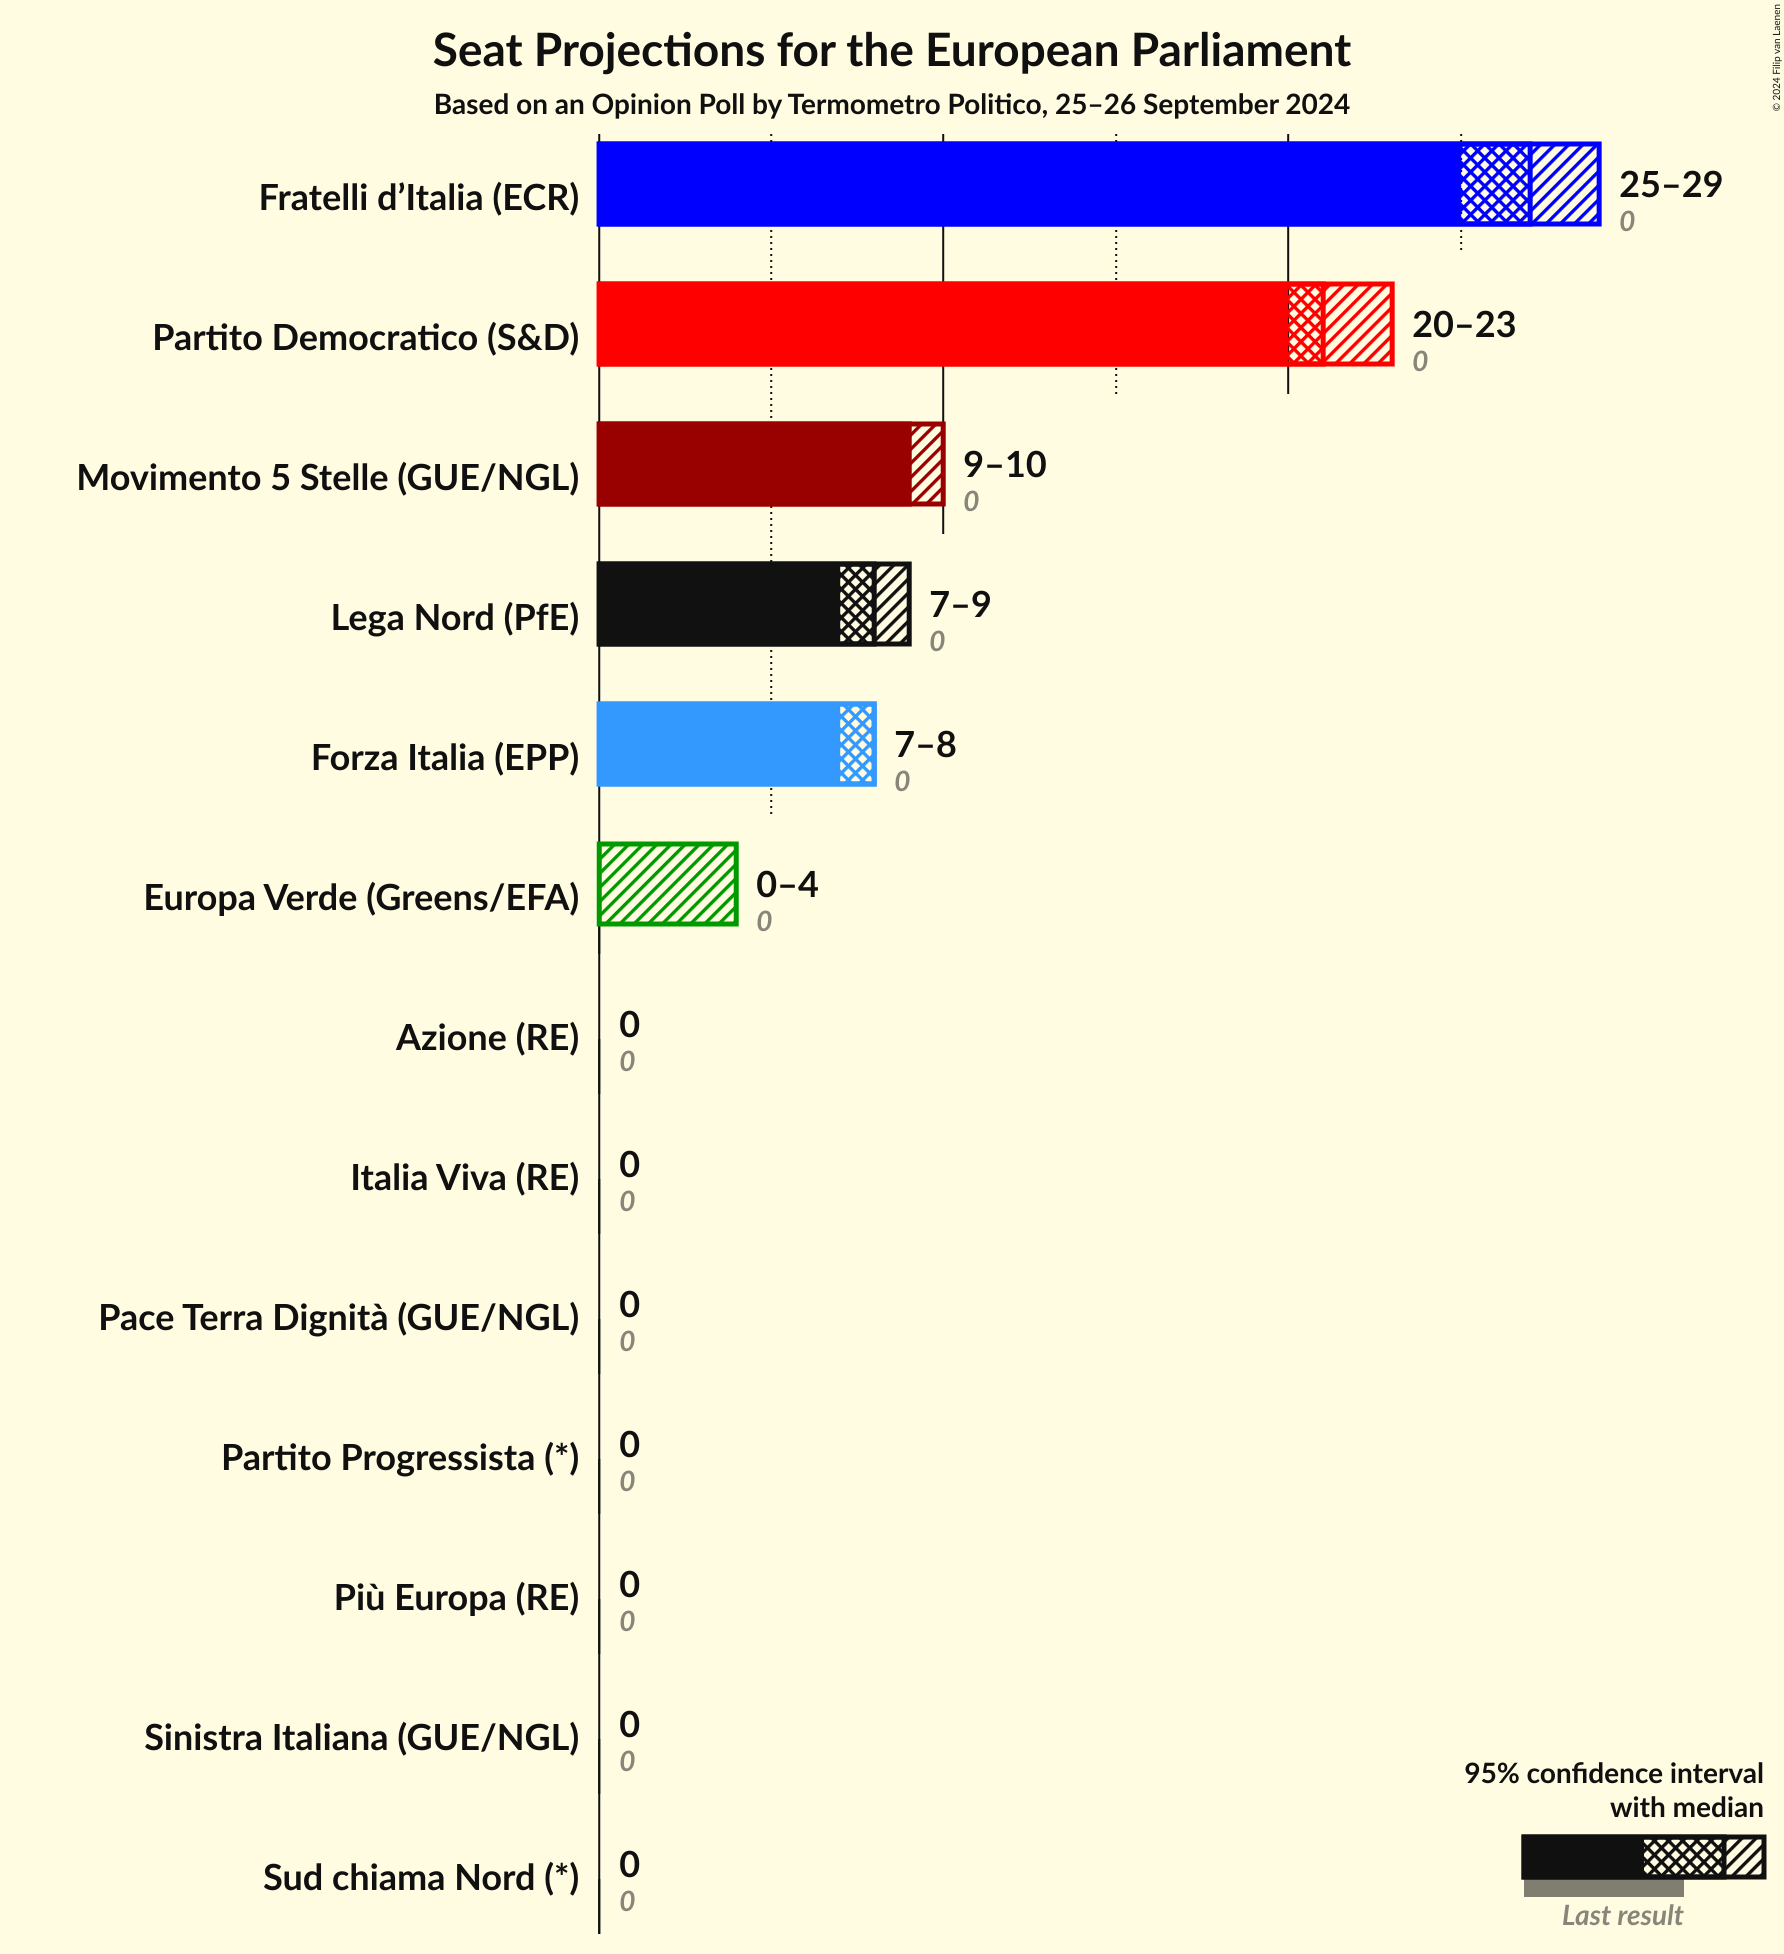 Seat Projections for the European Parliament
Based on an Opinion Poll by Termometro Politico, 25–26 September 2024
© 2024 Filip van Laenen
Fratelli d’Italia (ECR)
25–29
0
Partito Democratico (S&D)
20–23
0
Movimento 5 Stelle (GUE/NGL)
9–10
0
Lega Nord (PfE)
7–9
0
Forza Italia (EPP)
7–8
0
Europa Verde (Greens/EFA)
0–4
0
Azione (RE)
0
0
Italia Viva (RE)
0
0
Pace Terra Dignità (GUE/NGL)
0
0
Partito Progressista (*)
0
0
Più Europa (RE)
0
0
Sinistra Italiana (GUE/NGL)
0
0
Sud chiama Nord (*)
0
0
95% confidence interval
with median
Last result